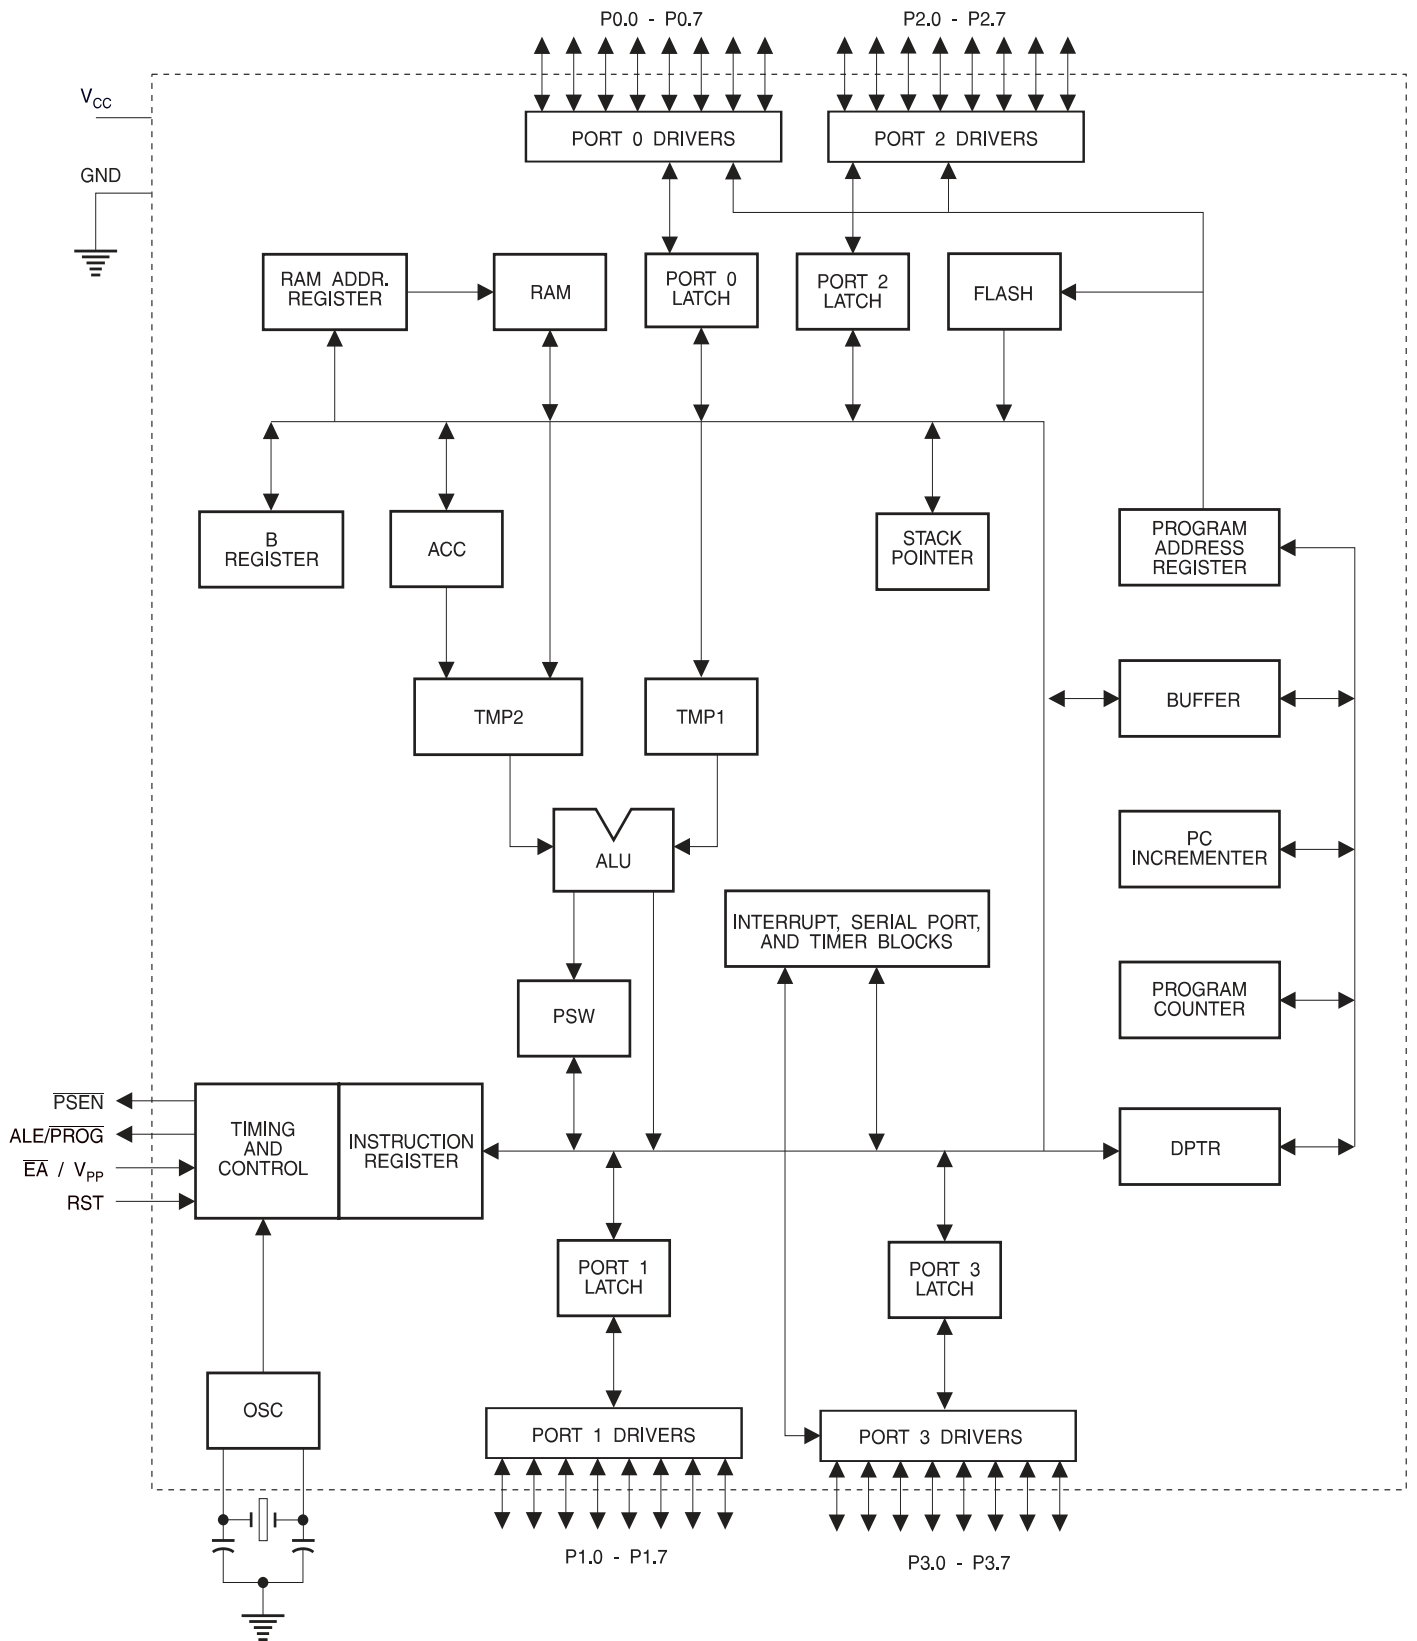 P0.0 - P0.7
P2.0 - P2.7
VCC
PORT 0 DRIVERS
PORT 2 DRIVERS
GND
RAM ADDR.
REGISTER
RAM
PORT 0
LATCH
PORT 2
LATCH
FLASH
B
REGISTER
ACC
STACK
POINTER
PROGRAM
ADDRESS
REGISTER
TMP2
TMP1
BUFFER
ALU
PC
INCREMENTER
INTERRUPT, SERIAL PORT,
AND TIMER BLOCKS
PSW
PROGRAM
COUNTER
PSEN
ALE/PROG
EA / VPP
RST
TIMING
AND
CONTROL
INSTRUCTION
REGISTER
DPTR
PORT 1
LATCH
PORT 3
LATCH
OSC
PORT 1 DRIVERS
PORT 3 DRIVERS
P1.0 - P1.7
P3.0 - P3.7